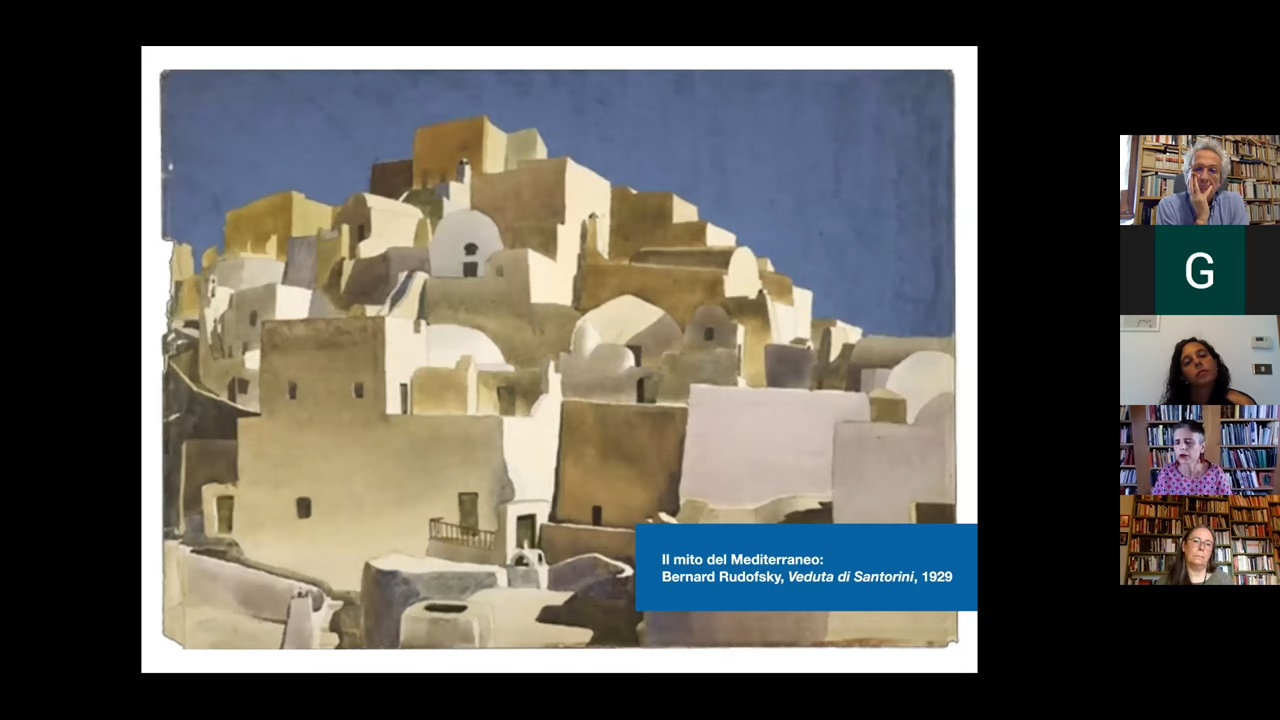 Il mito del Mediterraneo:
Bernard Rudofsky, Veduta di Santorini, 1929
G